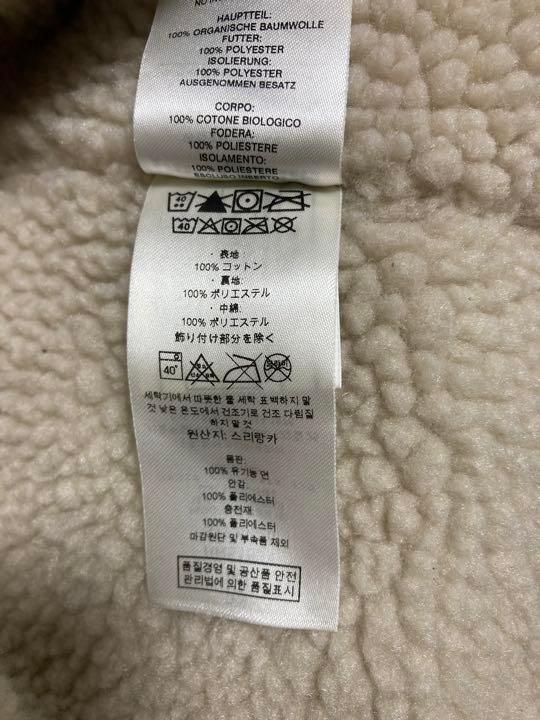 HAUPTTEIL:
100% ORGANISCHE BAUMWOLLE
FUTTER:
100% POLYESTER
ISOLIERUNG:
100% POLYESTER
AUSGENOMMEN BESATZ
CORPO:
100% COTONE BIOLOGICO
FODERA:
100% POLIESTERE
ISOLAMENTO:
100% POLIESTERE
ESCLUSO INSERTO
40
40
・表地
100% コットン
・裏地:
100% ポリエステル
・中綿:
100% ポリエステル
飾り付け部分を除く
40°
세탁기에서 따뜻한 물 세탁 표백하지 말
것 낮은 온도에서 건조기로 건조 다림질
하지 말 것
원산지: 스리랑카
몸판:
100% 유기농 면
안감:
100% 폴리에스터
충전재
100% 폴리에스터
마감원단 및 부속품 제외
품질경영 및 공산품 안전
관리법에 의한 품질표시